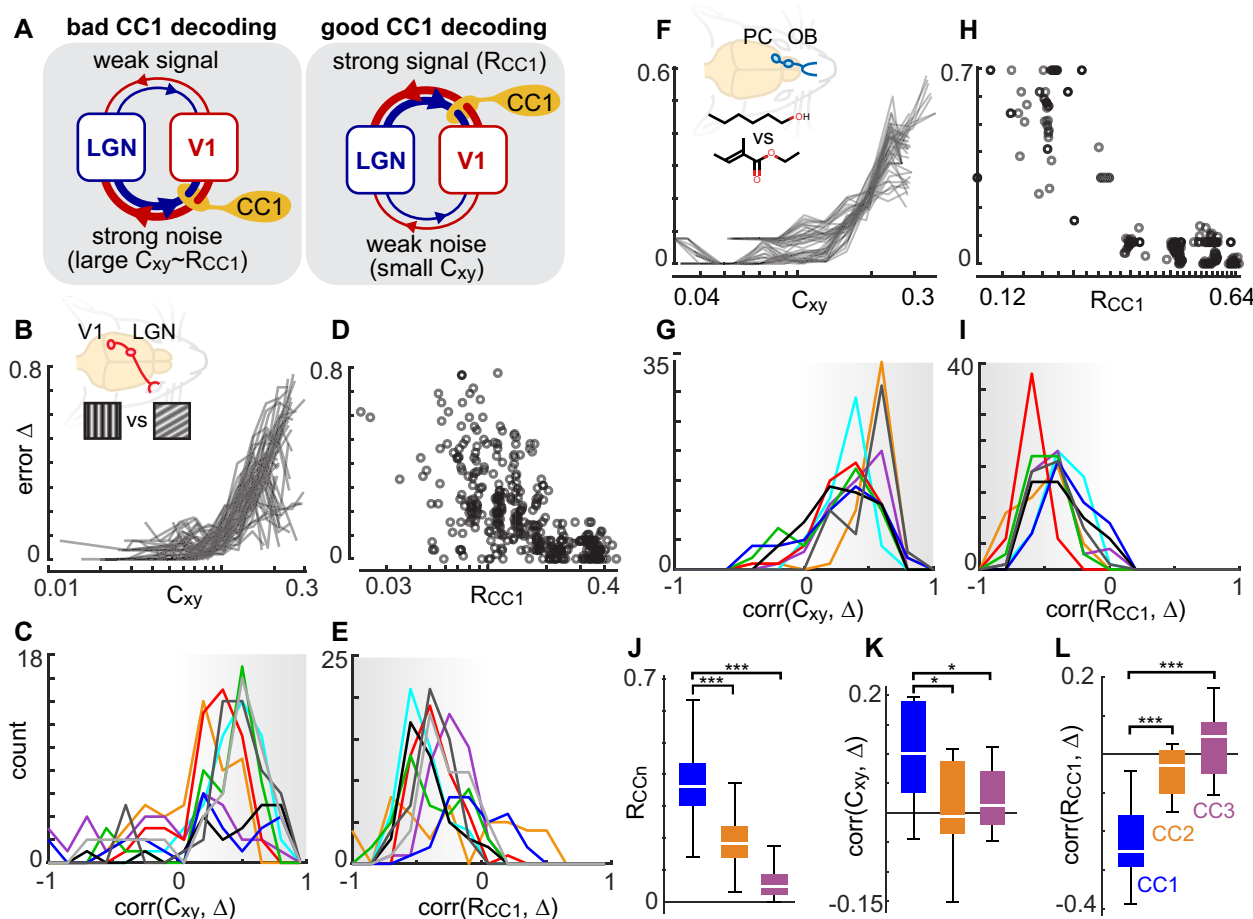 A
bad CC1 decoding
good CC1 decoding
weak signal
LGN
V1
CC1
strong noise
(large Cxy~RCC1)
strong signal (RCC1)
CC1
LGN
V1
weak noise
(small Cxy)
B
V1 LGN
vs
0.8
error Δ
0
0.01
Cxy
0.3
D
0.8
0
0.03
RCC1
0.4
C
18
count
0
-1
0
1
corr(Cxy, Δ)
E
25
0
-1
0
1
corr(RCC1, Δ)
F
PC OB
OH
vs
O
O
0.6
0
0.04
Cxy
0.3
H
0.7
0
0.12
RCC1
0.64
G
35
0
-1
0
1
corr(Cxy, Δ)
I
40
0
-1
0
1
corr(RCC1, Δ)
J
0.7
RCCn
0
***
***
K
0.2
corr(Cxy, Δ)
-0.15
*
*
L
0.2
corr(RCC1, Δ)
-0.4
***
***
CC1
CC2
CC3